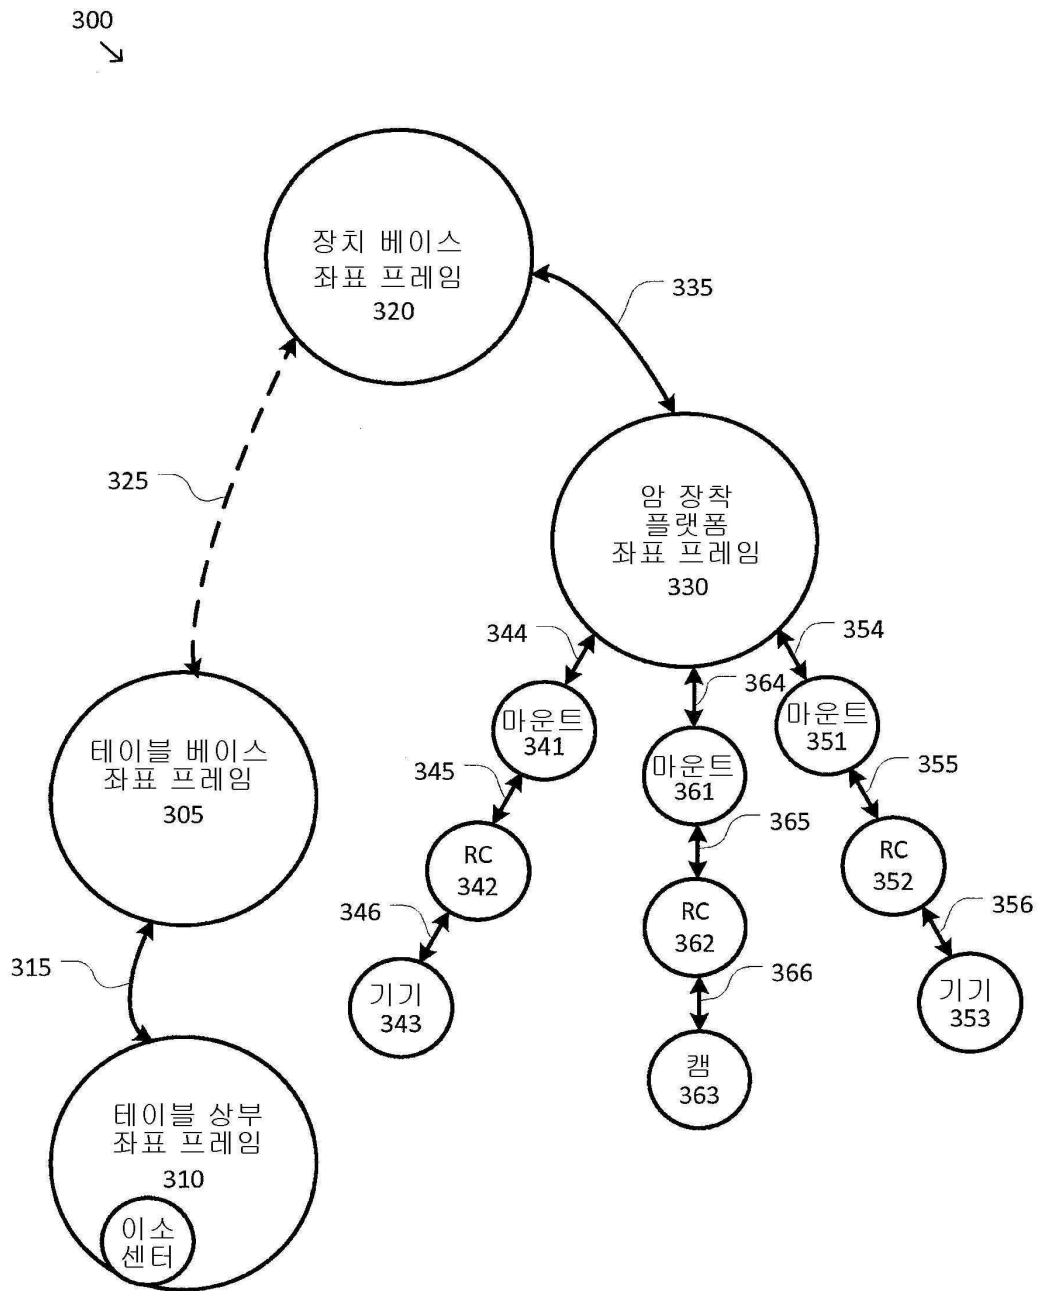 300
장치 베이스
좌표 프레임
320
335
325
암 장착
플랫폼
좌표 프레임
330
344
354
364
마운트
341
마운트
351
마운트
361
테이블 베이스
좌표 프레임
305
345
355
365
RC
342
RC
352
RC
362
346
356
366
315
기기
343
기기
353
캠
363
테이블 상부
좌표 프레임
310
이소
센터